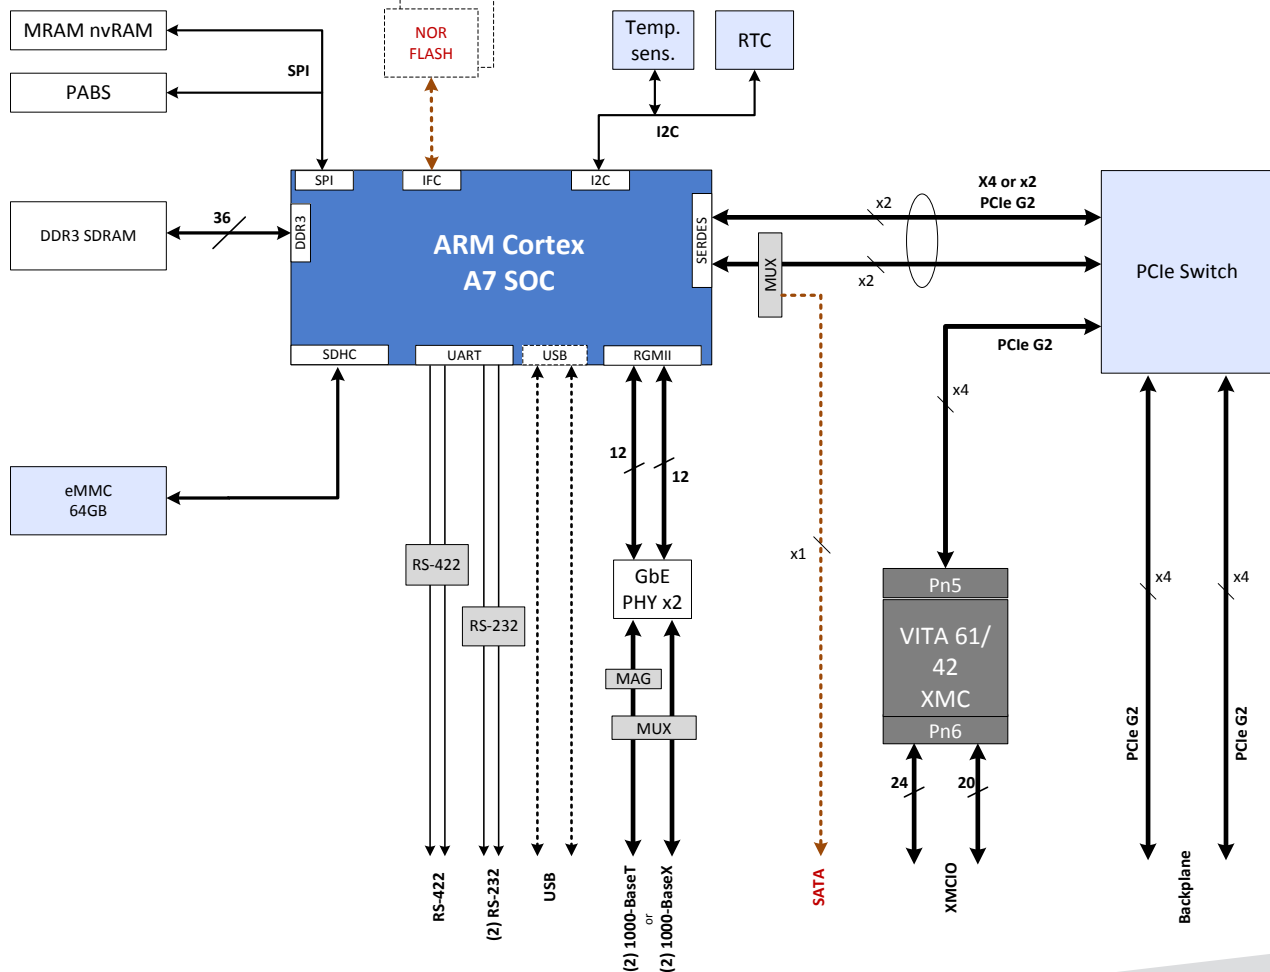 MRAM nvRAM
NOR
FLASH
Temp.
sens.
RTC
SPI
PABS
I2C
SPI
IFC
I2C
X4 or x2
PCIe G2
x2
36
DDR3 SDRAM
DDR3
ARM Cortex
A7 SOC
SERDES
MUX
x2
PCIe Switch
PCIe G2
SDHC
UART
USB
RGMII
x4
12
12
eMMC
64GB
RS-422
x1
GbE
PHY x2
Pn5
x4
x4
RS-232
VITA 61/
42
XMC
MAG
MUX
Pn6
PCIe G2
PCIe G2
24
20
RS-422
(2) RS-232
USB
(2) 1000-BaseT
or
(2) 1000-BaseX
SATA
XMCIO
Backplane